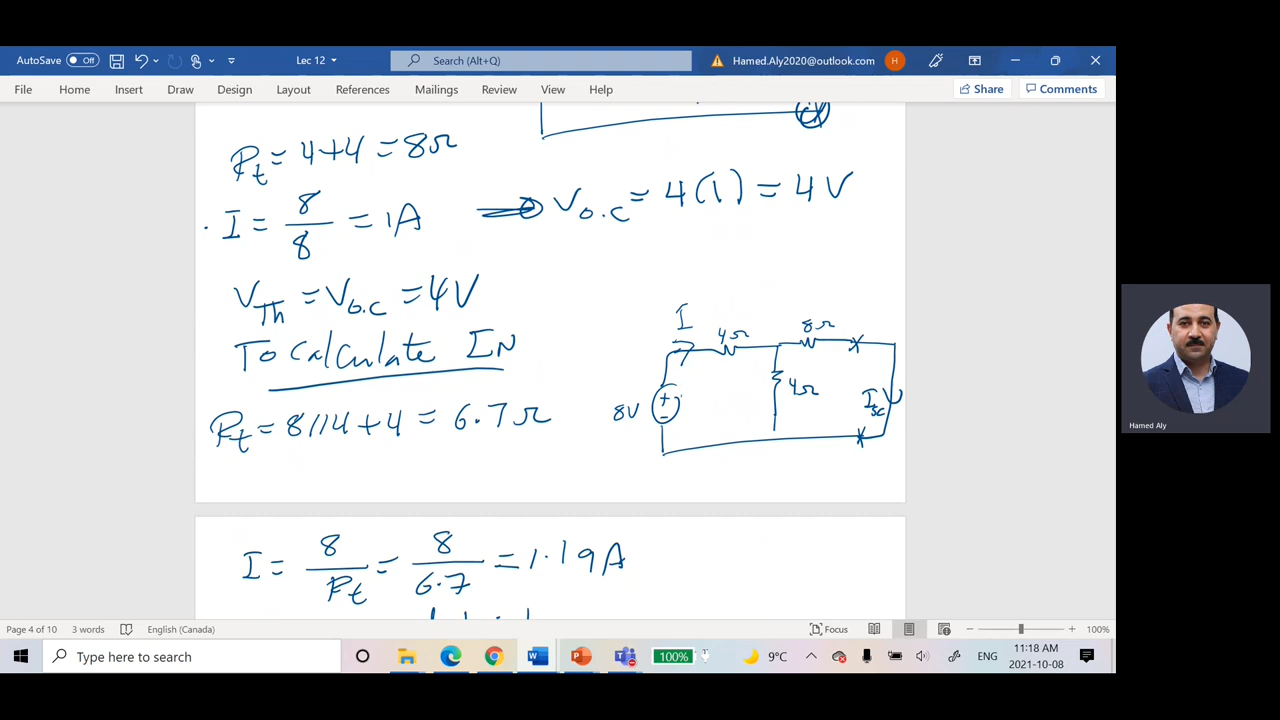 AutoSave Off Lec 12 Search (Alt+Q) Hamed.Aly2020@outlook.com H
File Home Insert Draw Design Layout References Mailings Review View Help Share Comments
Rt = 4+4 = 8Ω
I = 8/8 = 1A Vo.c = 4(1) = 4V
VTh = Vo.c = 4V
To calculate IN
Rt = 8//4+4 = 6.7Ω
I 4Ω 8Ω
8V + - 4Ω Isc
I = 8/Rt = 8/6.7 = 1.19A
Hamed Aly
Page 4 of 10 3 words English (Canada) Focus 100%
Type here to search 100% 9°C ENG 11:18 AM
2021-10-08